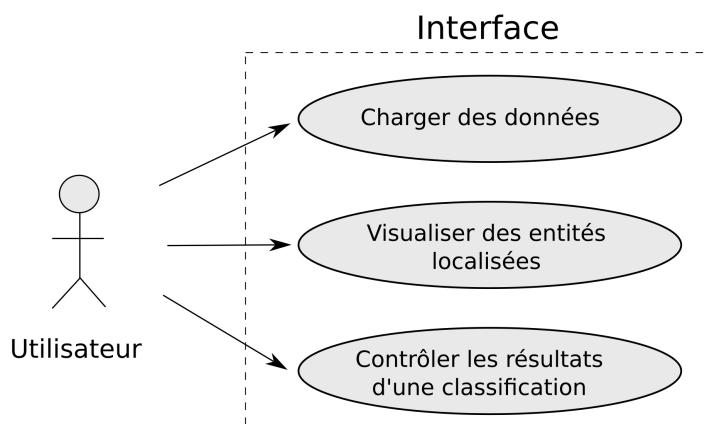 Interface
Charger des données
Visualiser des entités
localisées
Contrôler les résultats
d'une classification
Utilisateur